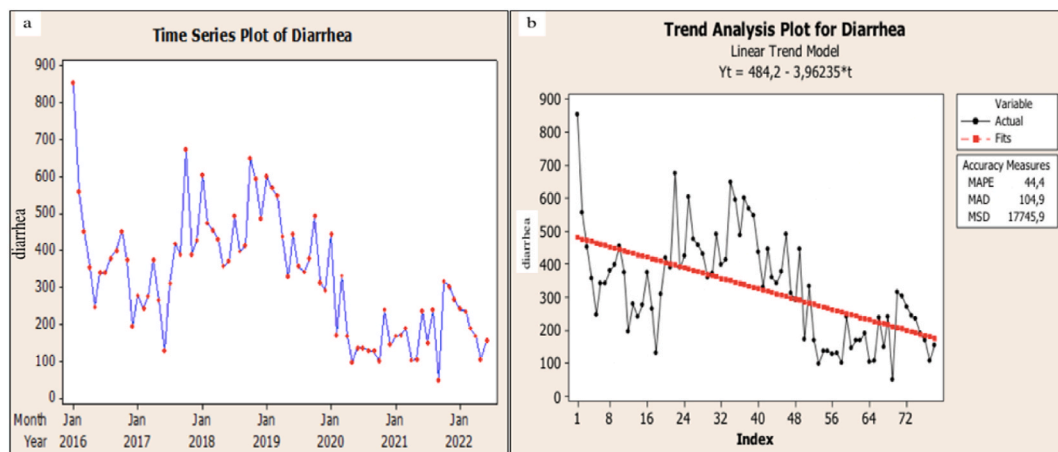 a
Time Series Plot of Diarrhea
900
800
700
600
500
400
300
200
100
0
diarrhea
Month Jan Jan Jan Jan Jan Jan Jan
Year 2016 2017 2018 2019 2020 2021 2022
b
Trend Analysis Plot for Diarrhea
Linear Trend Model
Yt = 484,2 - 3,96235*t
900
800
700
600
500
400
300
200
100
0
diarrhea
1 8 16 24 32 40 48 56 64 72
Index
Variable
Actual
Fits
Accuracy Measures
MAPE 44,4
MAD 104,9
MSD 17745,9